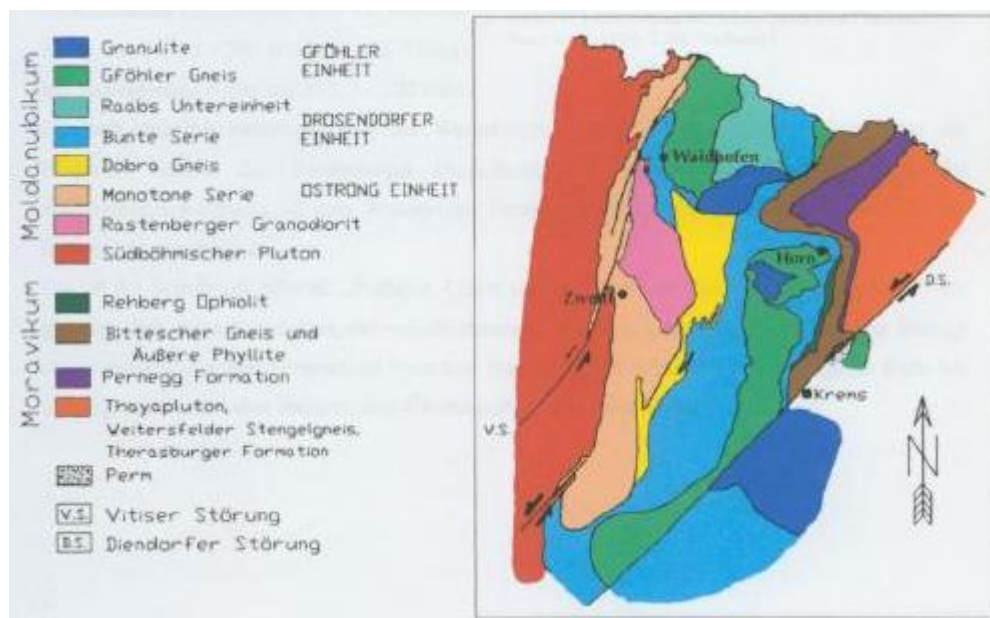 Moldanubikum
Granulite
Gföhler Gneis
Raabs Untereinheit
Bunte Serie
Dobra Gneis
Monotone Serie
Rastenberger Granodiorit
Südböhmischer Pluton
GFÖHLER
EINHEIT
DROSENDORFER
EINHEIT
OSTRONG EINHEIT
Moravikum
Rehberg Ophiolit
Bittescher Gneis und
Äußere Phyllite
Pernegg Formation
Thayapluton,
Weitersfelder Stengelgneis,
Therasburger Formation
Perm
V.S. Vitiser Störung
D.S. Diendorfer Störung
Waidhofen
Horn
D.S.
Zwettl
Krems
V.S.
N